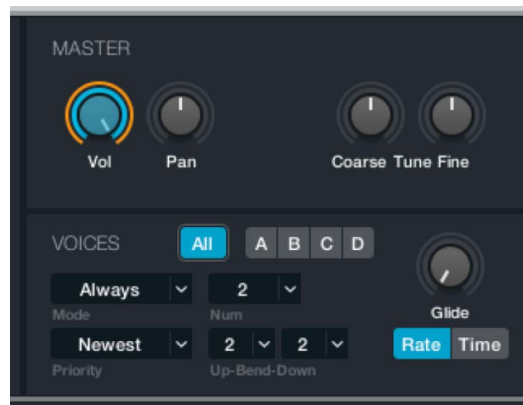 MASTER
Vol Pan Coarse Tune Fine
VOICES All A B C D
Always 2
Mode Num Glide
Newest 2 2 Rate Time
Priority Up-Bend-Down